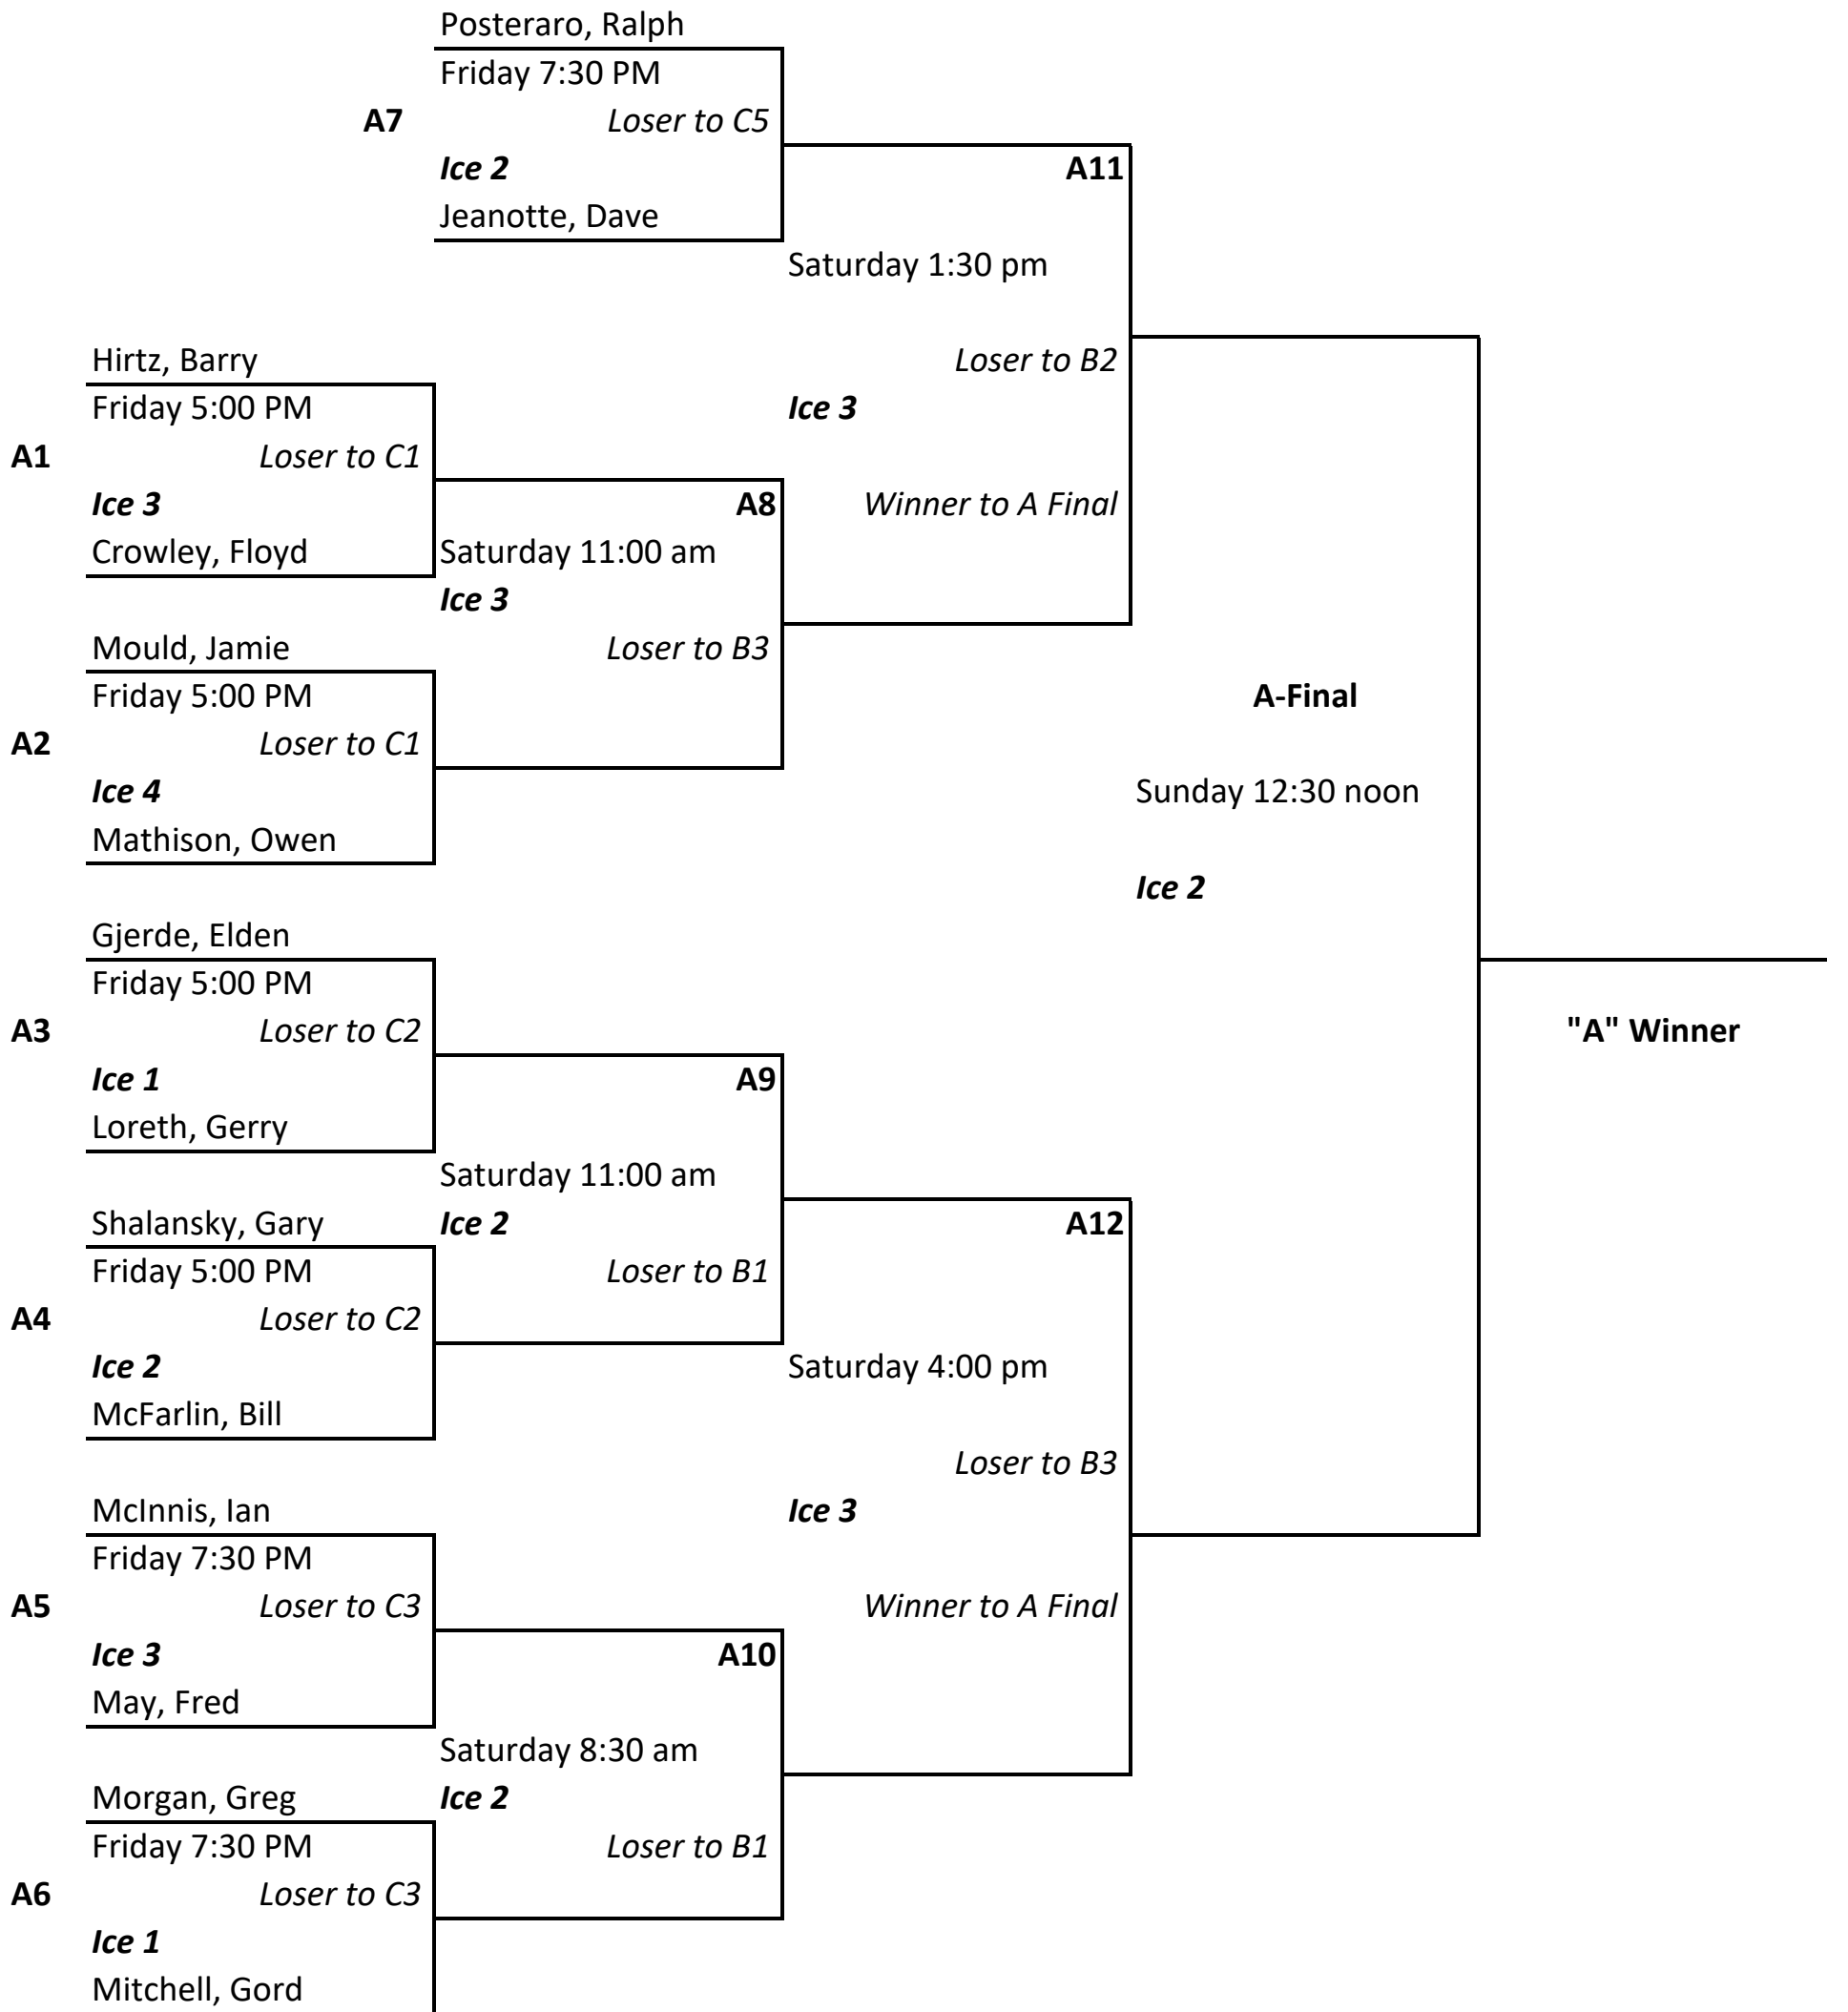 Posteraro, Ralph
Friday 7:30 PM
A7 Loser to C5
Ice 2 A11
Jeanotte, Dave
Saturday 1:30 pm
Hirtz, Barry Loser to B2
Friday 5:00 PM Ice 3
A1 Loser to C1
Ice 3 A8 Winner to A Final
Crowley, Floyd Saturday 11:00 am
Ice 3
Mould, Jamie Loser to B3
Friday 5:00 PM A-Final
A2 Loser to C1
Ice 4 Sunday 12:30 noon
Mathison, Owen
Ice 2
Gjerde, Elden
Friday 5:00 PM
A3 Loser to C2 "A" Winner
Ice 1 A9
Loreth, Gerry
Saturday 11:00 am
Shalansky, Gary Ice 2 A12
Friday 5:00 PM Loser to B1
A4 Loser to C2
Ice 2 Saturday 4:00 pm
McFarlin, Bill
Loser to B3
McInnis, Ian Ice 3
Friday 7:30 PM
A5 Loser to C3 Winner to A Final
Ice 3 A10
May, Fred
Saturday 8:30 am
Morgan, Greg Ice 2
Friday 7:30 PM Loser to B1
A6 Loser to C3
Ice 1
Mitchell, Gord